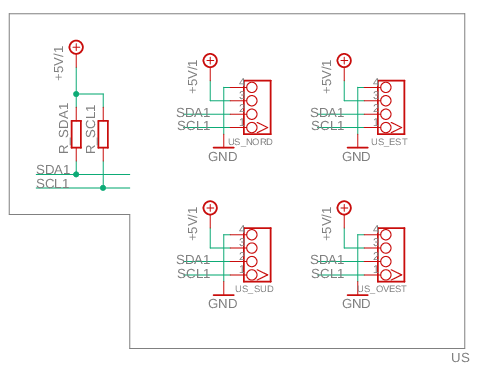 +5V/1
R_SDA1
R_SCL1
SDA1
SCL1
+5V/1
4
3
2
1
SDA1
SCL1
US_NORD
GND
+5V/1
4
3
2
1
SDA1
SCL1
US_EST
GND
+5V/1
4
3
2
1
SDA1
SCL1
US_SUD
GND
+5V/1
4
3
2
1
SDA1
SCL1
US_OVEST
GND
US